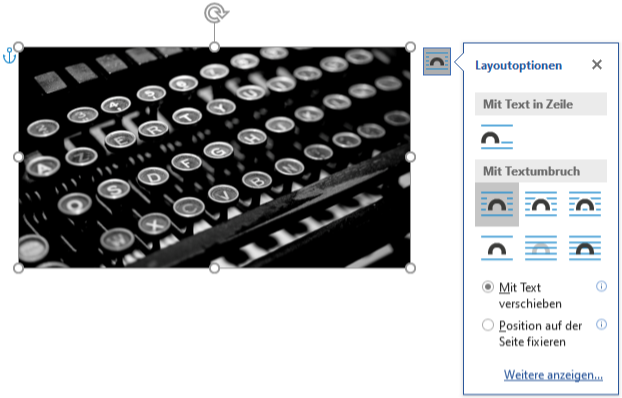 A Z E R T Y U
Q S D F G H
W X C V B N
Layoutoptionen
Mit Text in Zeile
Mit Textumbruch
Mit Text
verschieben
Position auf der
Seite fixieren
Weitere anzeigen...